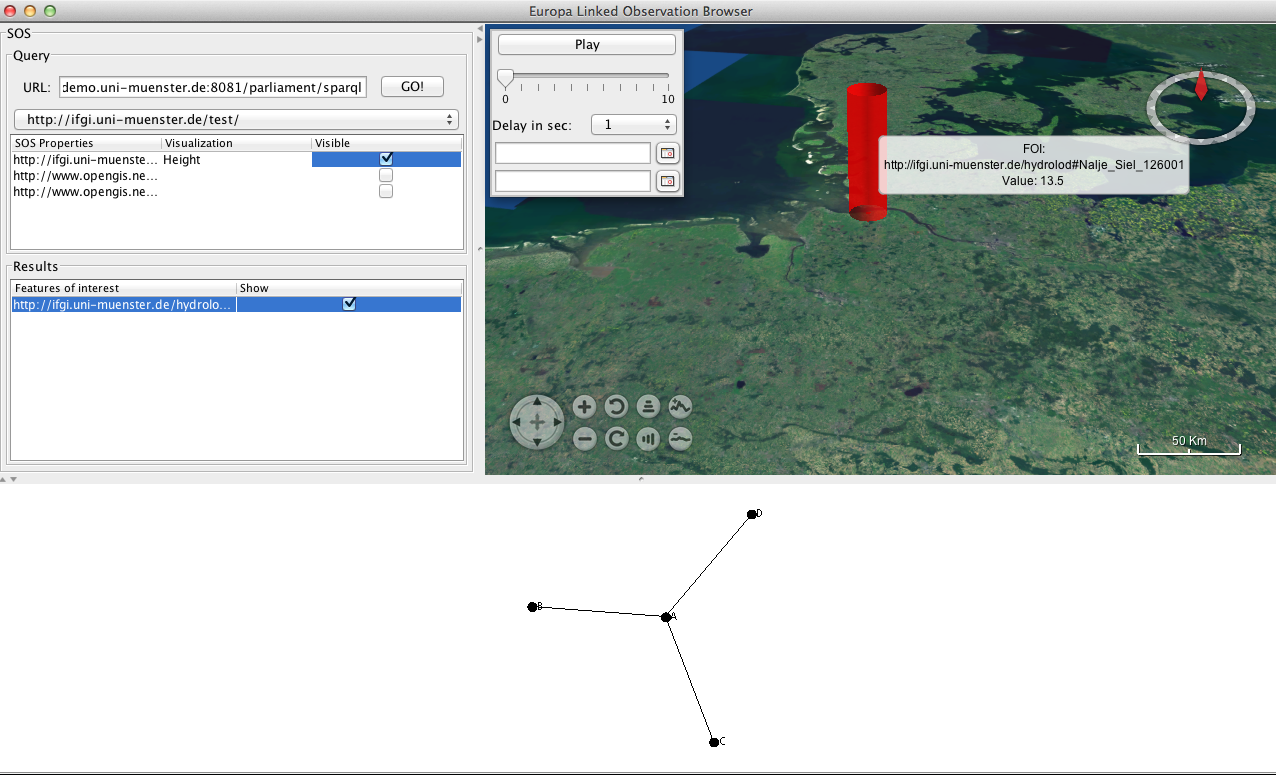 Europa Linked Observation Browser
SOS
Query
URL: demo.uni-muenster.de:8081/parliament/sparql GO!
http://ifgi.uni-muenster.de/test/
SOS Properties Visualization Visible
http://ifgi.uni-muenste... Height
http://www.opengis.ne...
http://www.opengis.ne...
Results
Features of interest Show
http://ifgi.uni-muenster.de/hydrolo...
Play
0 10
Delay in sec: 1
FOI:
http://ifgi.uni-muenster.de/hydrolod#Nalje_Siel_126001
Value: 13.5
50 Km
D
B
A
C